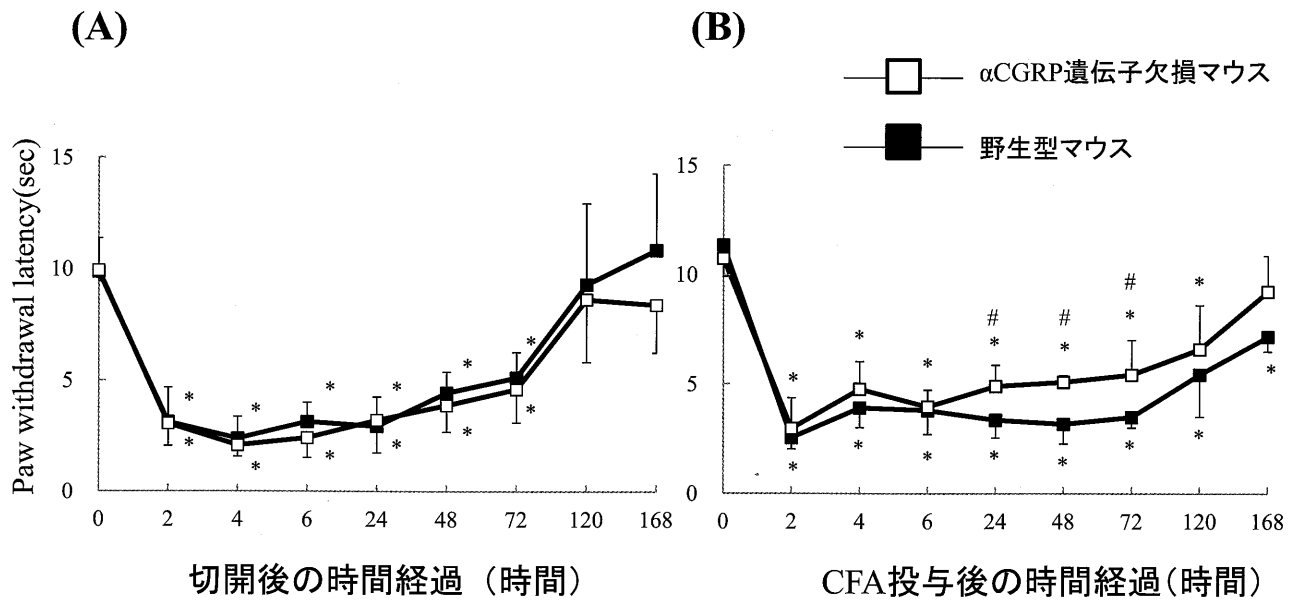 (A)
(B)
αCGRP遺伝子欠損マウス
野生型マウス
Paw withdrawal latency(sec)
15
10
5
0
* * * * * *
* * * * * *
0 2 4 6 24 48 72 120 168
切開後の時間経過 (時間)
15
10
5
0
# # #
* * * * * * *
* * * * * * * *
0 2 4 6 24 48 72 120 168
CFA投与後の時間経過(時間)